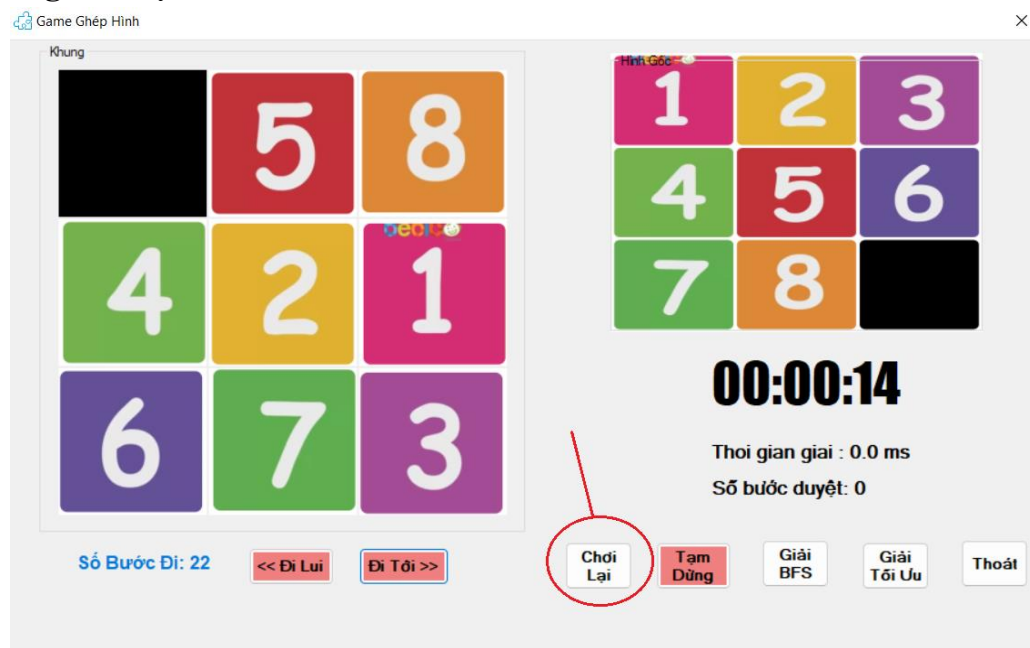 Game Ghép Hình
Khung
5 8
4 2 1
6 7 3
Hình Gốc
1 2 3
4 5 6
7 8
00:00:14
Thoi gian giai : 0.0 ms
Số bước duyệt: 0
Số Bước Đi: 22
<< Đi Lui
Đi Tới >>
Chơi
Lại
Tạm
Dừng
Giải
BFS
Giải
Tối Ưu
Thoát